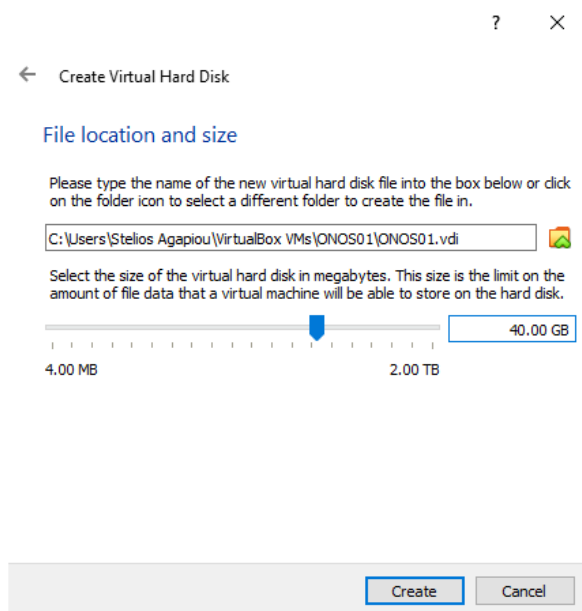 ?
Create Virtual Hard Disk
File location and size
Please type the name of the new virtual hard disk file into the box below or click
on the folder icon to select a different folder to create the file in.
C:\Users\Stelios Agapiou\VirtualBox VMs\ONOS01\ONOS01.vdi
Select the size of the virtual hard disk in megabytes. This size is the limit on the
amount of file data that a virtual machine will be able to store on the hard disk.
40.00 GB
4.00 MB 2.00 TB
Create Cancel